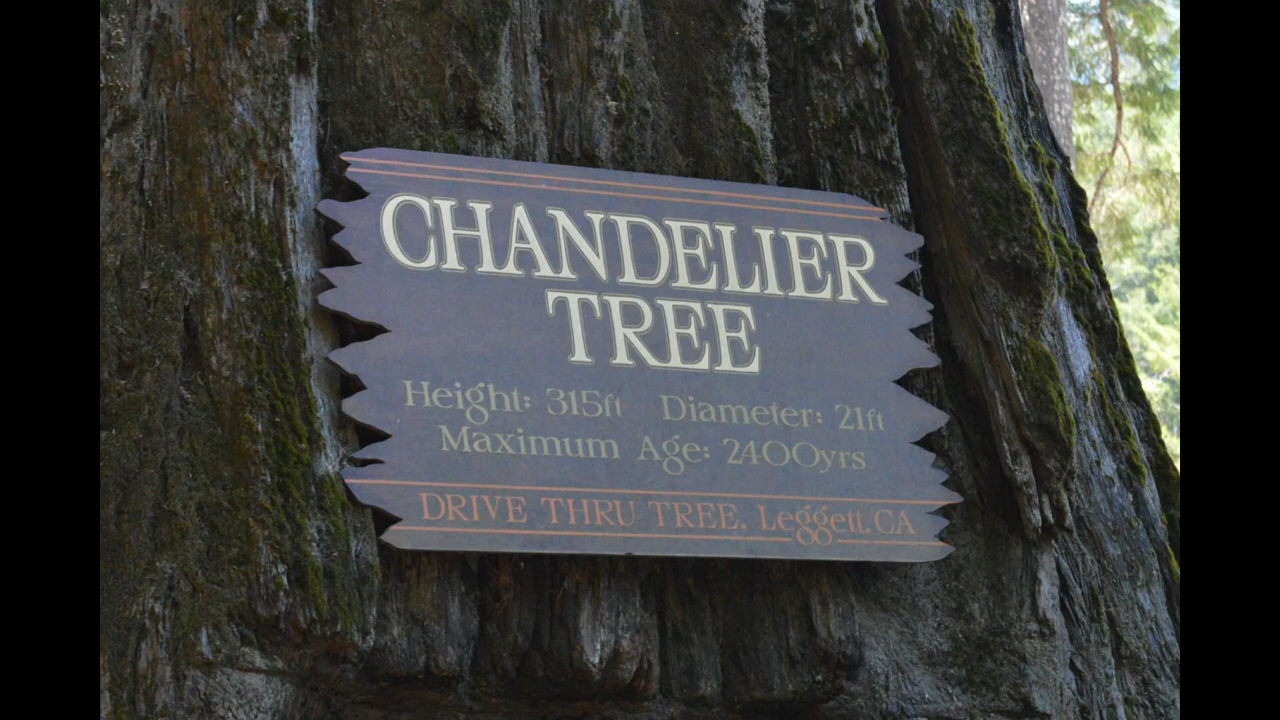 CHANDELIER
TREE
Height: 315ft Diameter: 21ft
Maximum Age: 2400yrs
DRIVE THRU TREE, Leggett, CA